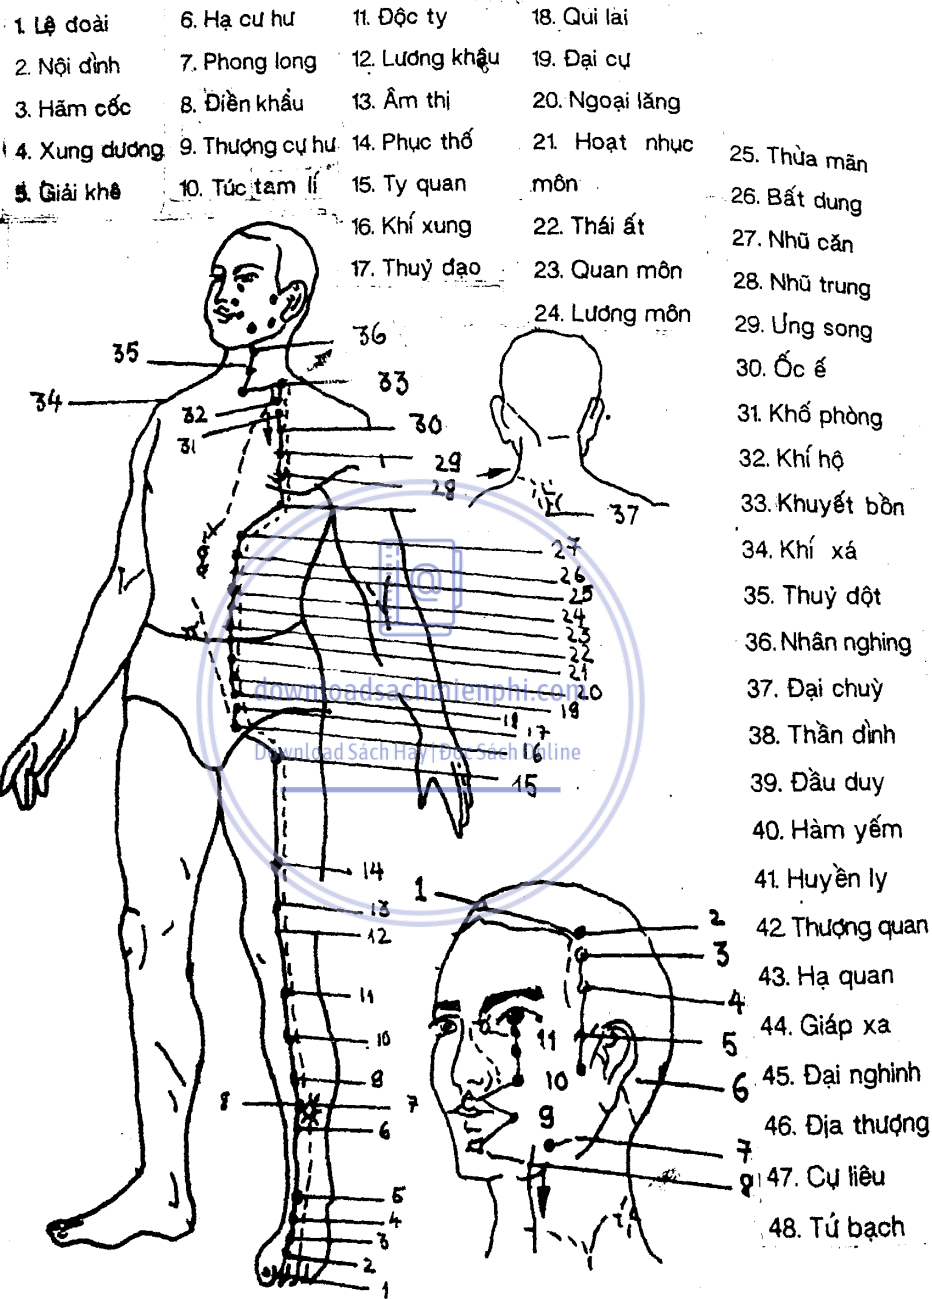 1. Lệ đoài
2. Nội đình
3. Hãm cốc
4. Xung dương
5. Giải khê
6. Hạ cư hư
7. Phong long
8. Điền khẩu
9. Thượng cự hư
10. Túc tam lí
11. Độc ty
12. Lương khậu
13. Âm thị
14. Phục thố
15. Ty quan
16. Khí xung
17. Thuỷ đạo
18. Qui lai
19. Đại cự
20. Ngoại lăng
21. Hoạt nhục
môn
22. Thái ất
23. Quan môn
24. Lương môn
25. Thừa mãn
26. Bất dung
27. Nhũ căn
28. Nhũ trung
29. Ưng song
30. Ốc ế
31. Khố phòng
32. Khí hộ
33. Khuyết bồn
34. Khí xá
35. Thuỷ dột
36. Nhân nghing
37. Đại chuỳ
38. Thần đình
39. Đầu duy
40. Hàm yếm
41. Huyền ly
42. Thượng quan
43. Hạ quan
44. Giáp xa
45. Đại nghinh
46. Địa thượng
47. Cự liêu
48. Tứ bạch
36
35
33
34
32
31
30
29
28
37
27
26
25
24
23
22
21
20
19
18
17
16
15
14
13
12
11
10
9
8
7
6
5
4
3
2
1
1
2
3
4
5
6
7
8
9
10
11
downloadsachmienphi.com
Download Sách Hay | Đọc Sách Online